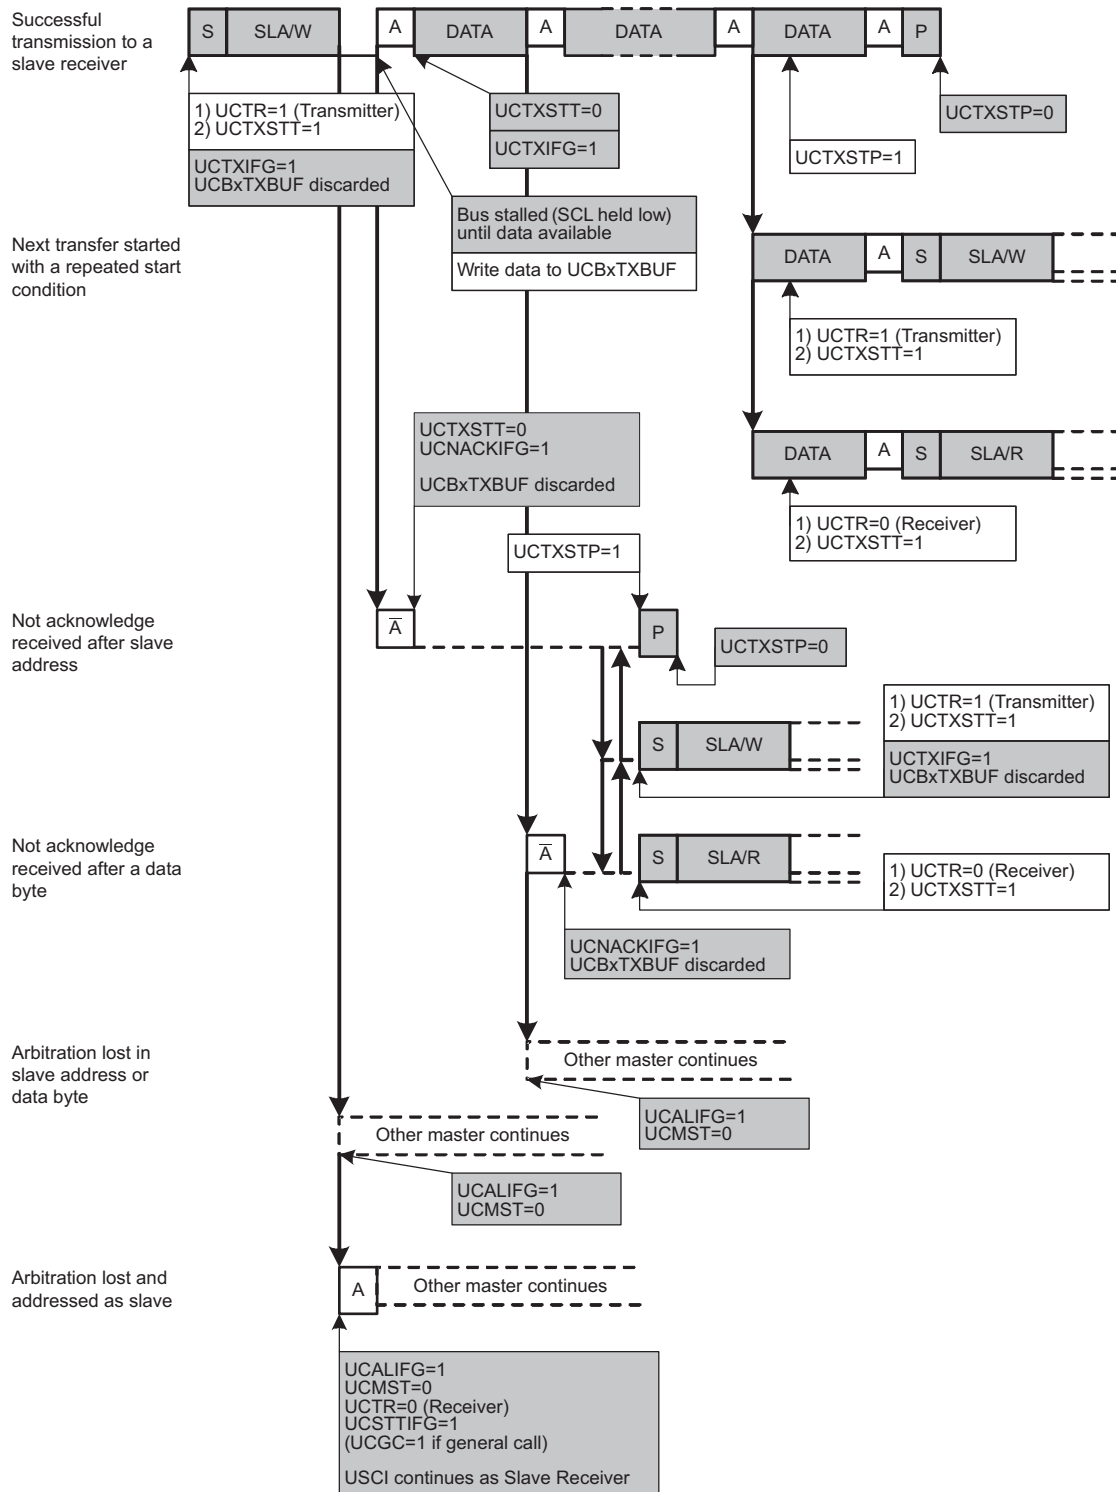 Successful
transmission to a
slave receiver
S SLA/W A DATA A DATA A DATA A P
1) UCTR=1 (Transmitter)
2) UCTXSTT=1
UCTXIFG=1
UCBxTXBUF discarded
UCTXSTT=0
UCTXIFG=1
UCTXSTP=0
UCTXSTP=1
Bus stalled (SCL held low)
until data available
Write data to UCBxTXBUF
Next transfer started
with a repeated start
condition
DATA A S SLA/W
1) UCTR=1 (Transmitter)
2) UCTXSTT=1
UCTXSTT=0
UCNACKIFG=1
UCBxTXBUF discarded
DATA A S SLA/R
1) UCTR=0 (Receiver)
2) UCTXSTT=1
UCTXSTP=1
Not acknowledge
received after slave
address
A̅ P
UCTXSTP=0
S SLA/W
1) UCTR=1 (Transmitter)
2) UCTXSTT=1
UCTXIFG=1
UCBxTXBUF discarded
Not acknowledge
received after a data
byte
A̅ S SLA/R
1) UCTR=0 (Receiver)
2) UCTXSTT=1
UCNACKIFG=1
UCBxTXBUF discarded
Arbitration lost in
slave address or
data byte
Other master continues
UCALIFG=1
UCMST=0
Other master continues
UCALIFG=1
UCMST=0
Arbitration lost and
addressed as slave
A Other master continues
UCALIFG=1
UCMST=0
UCTR=0 (Receiver)
UCSTTIFG=1
(UCGC=1 if general call)
USCI continues as Slave Receiver